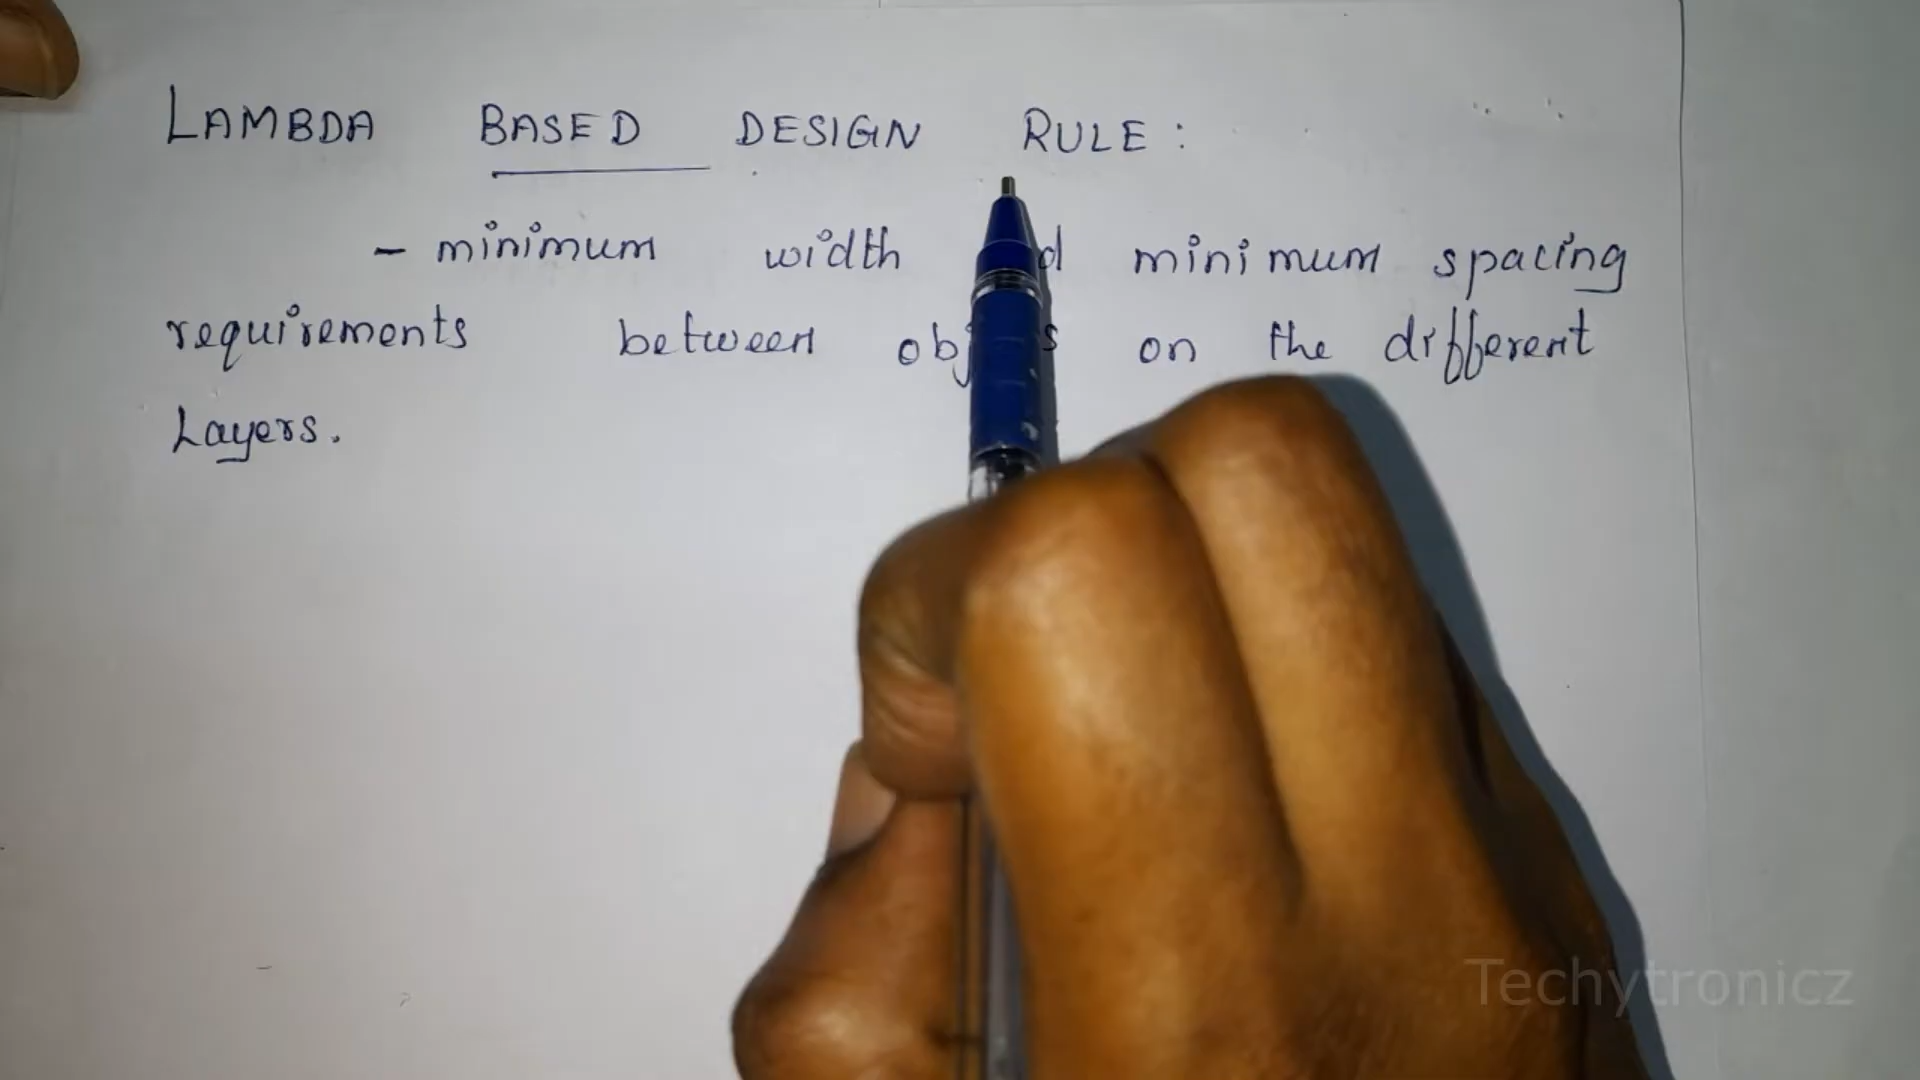 LAMBDA BASED DESIGN RULE :
- minimum width minimum spacing
requirements between on the different
Layers.
Techytronicz